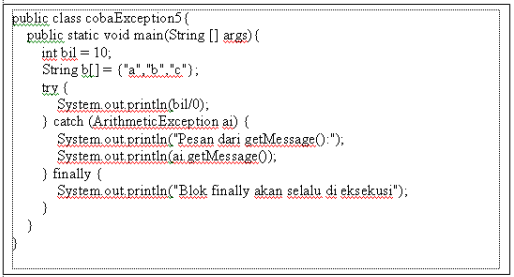 public class cobaException5{
public static void main(String [] args){
int bil = 10;
String b[] = {"a","b","c"};
try {
System.out.println(bil/0);
} catch (ArithmeticException ai) {
System.out.println("Pesan dari getMessage():");
System.out.println(ai.getMessage());
} finally {
System.out.println("Blok finally akan selalu di eksekusi");
}
}
}